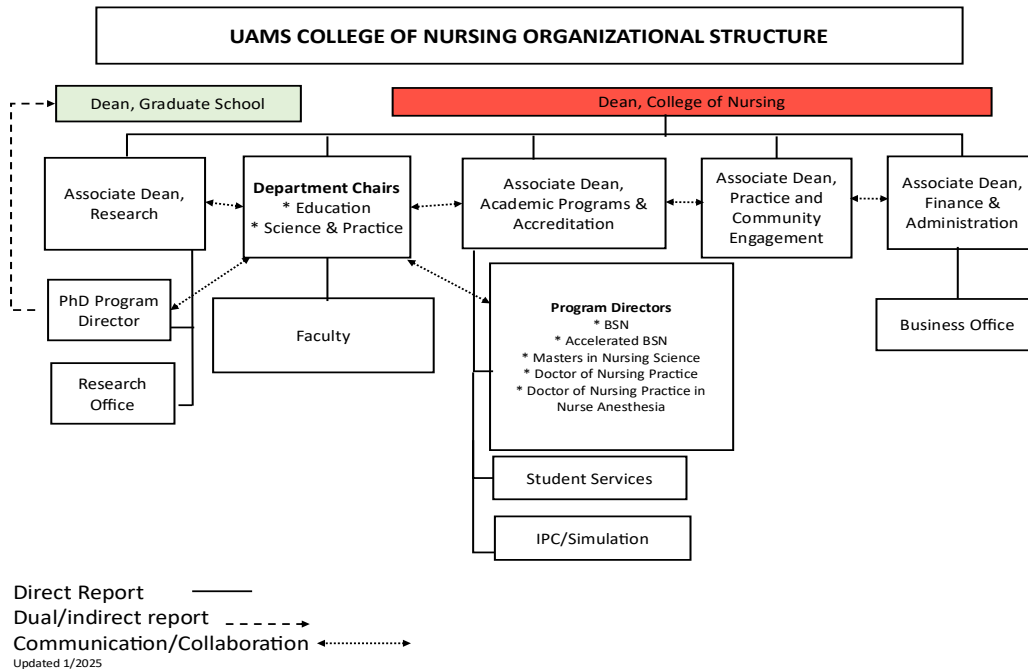 UAMS COLLEGE OF NURSING ORGANIZATIONAL STRUCTURE
Dean, Graduate School
Dean, College of Nursing
Associate Dean,
Research
Department Chairs
* Education
* Science & Practice
Associate Dean,
Academic Programs &
Accreditation
Associate Dean,
Practice and
Community
Engagement
Associate Dean,
Finance &
Administration
PhD Program
Director
Faculty
Program Directors
* BSN
* Accelerated BSN
* Masters in Nursing Science
* Doctor of Nursing Practice
* Doctor of Nursing Practice in
Nurse Anesthesia
Business Office
Research
Office
Student Services
IPC/Simulation
Direct Report
Dual/indirect report
Communication/Collaboration
Updated 1/2025